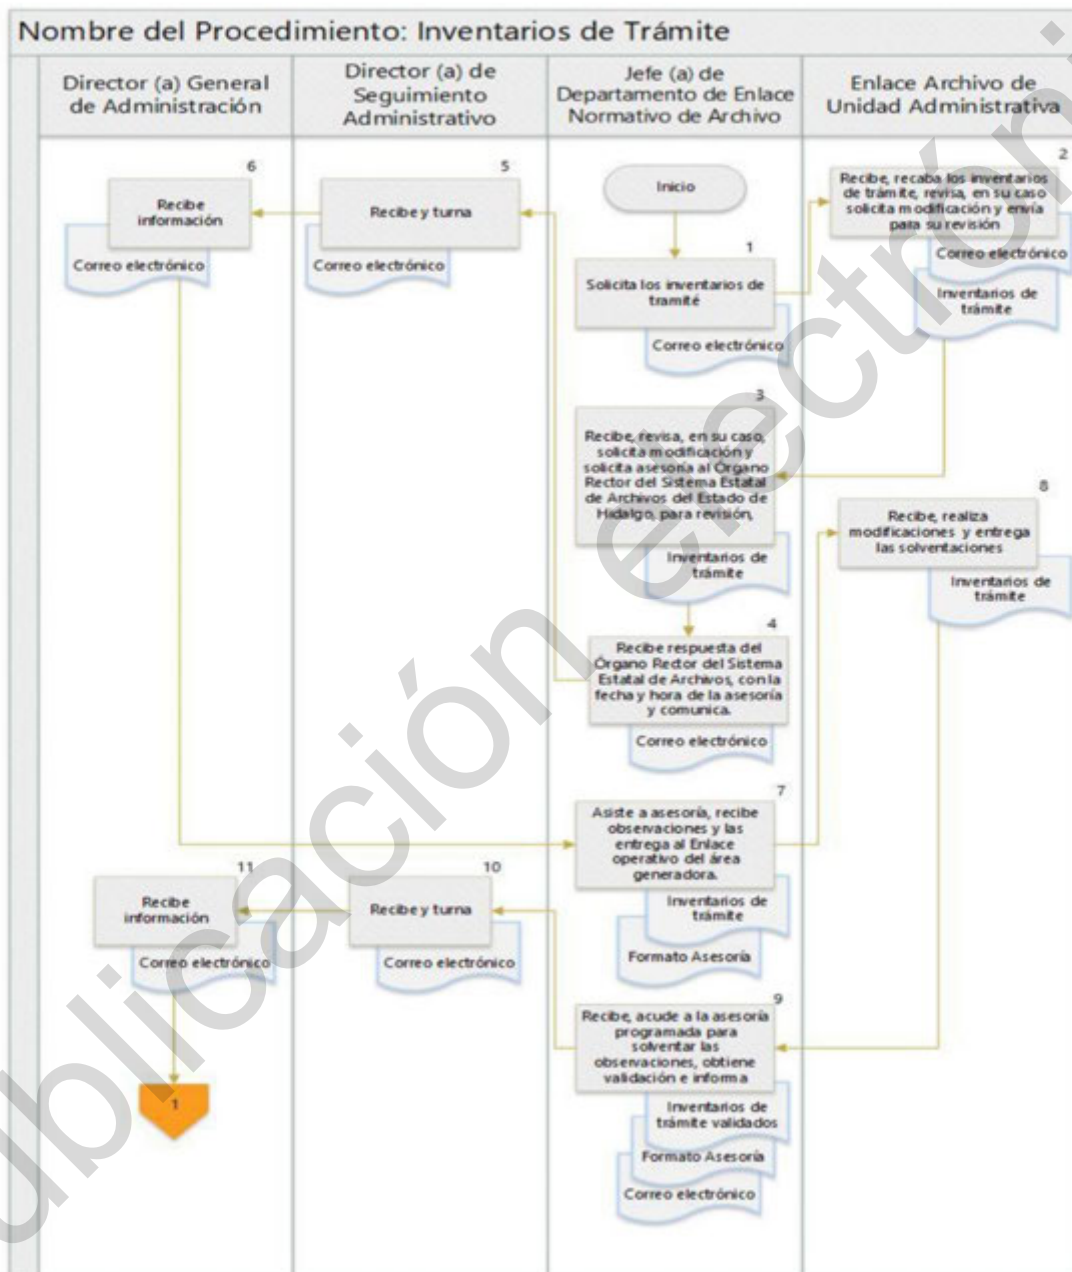 Nombre del Procedimiento: Inventarios de Trámite
Director (a) General
de Administración
Director (a) de
Seguimiento
Administrativo
Jefe (a) de
Departamento de Enlace
Normativo de Archivo
Enlace Archivo de
Unidad Administrativa
Inicio
1
Solicita los inventarios de
tramité
Correo electrónico
2
Recibe, recaba los inventarios
de trámite, revisa, en su caso
solicita modificación y envía
para su revisión
Correo electrónico
Inventarios de
trámite
3
Recibe, revisa, en su caso,
solicita modificación y
solicita asesoría al Órgano
Rector del Sistema Estatal
de Archivos del Estado de
Hidalgo, para revisión,
Inventarios de
trámite
4
Recibe respuesta del
Órgano Rector del Sistema
Estatal de Archivos, con la
fecha y hora de la asesoría
y comunica.
Correo electrónico
5
Recibe y turna
Correo electrónico
6
Recibe
información
Correo electrónico
7
Asiste a asesoría, recibe
observaciones y las
entrega al Enlace
operativo del área
generadora.
Inventarios de
trámite
Formato Asesoría
8
Recibe, realiza
modificaciones y entrega
las solventaciones
Inventarios de
trámite
9
Recibe, acude a la asesoría
programada para
solventar las
observaciones, obtiene
validación e informa
Inventarios de
trámite validados
Formato Asesoría
Correo electrónico
10
Recibe y turna
Correo electrónico
11
Recibe
información
Correo electrónico
1
ublicación electróni